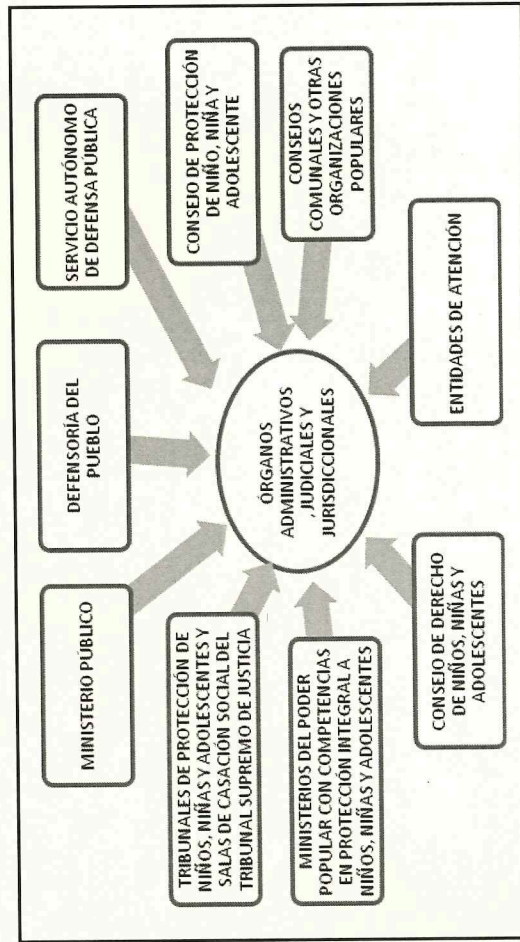 MINISTERIO PÚBLICO
DEFENSORÍA DEL
PUEBLO
SERVICIO AUTÓNOMO
DE DEFENSA PÚBLICA
TRIBUNALES DE PROTECCIÓN DE
NIÑOS, NIÑAS Y ADOLESCENTES Y
SALAS DE CASACIÓN SOCIAL DEL
TRIBUNAL SUPREMO DE JUSTICIA
CONSEJO DE PROTECCIÓN
DE NIÑO, NIÑA Y
ADOLESCENTE
ÓRGANOS
ADMINISTRATIVOS
, JUDICIALES Y
JURISDICCIONALES
MINISTERIOS DEL PODER
POPULAR CON COMPETENCIAS
EN PROTECCIÓN INTEGRAL A
NIÑOS, NIÑAS Y ADOLESCENTES
CONSEJOS
COMUNALES Y OTRAS
ORGANIZACIONES
POPULARES
CONSEJO DE DERECHO
DE NIÑOS, NIÑAS Y
ADOLESCENTES
ENTIDADES DE ATENCIÓN